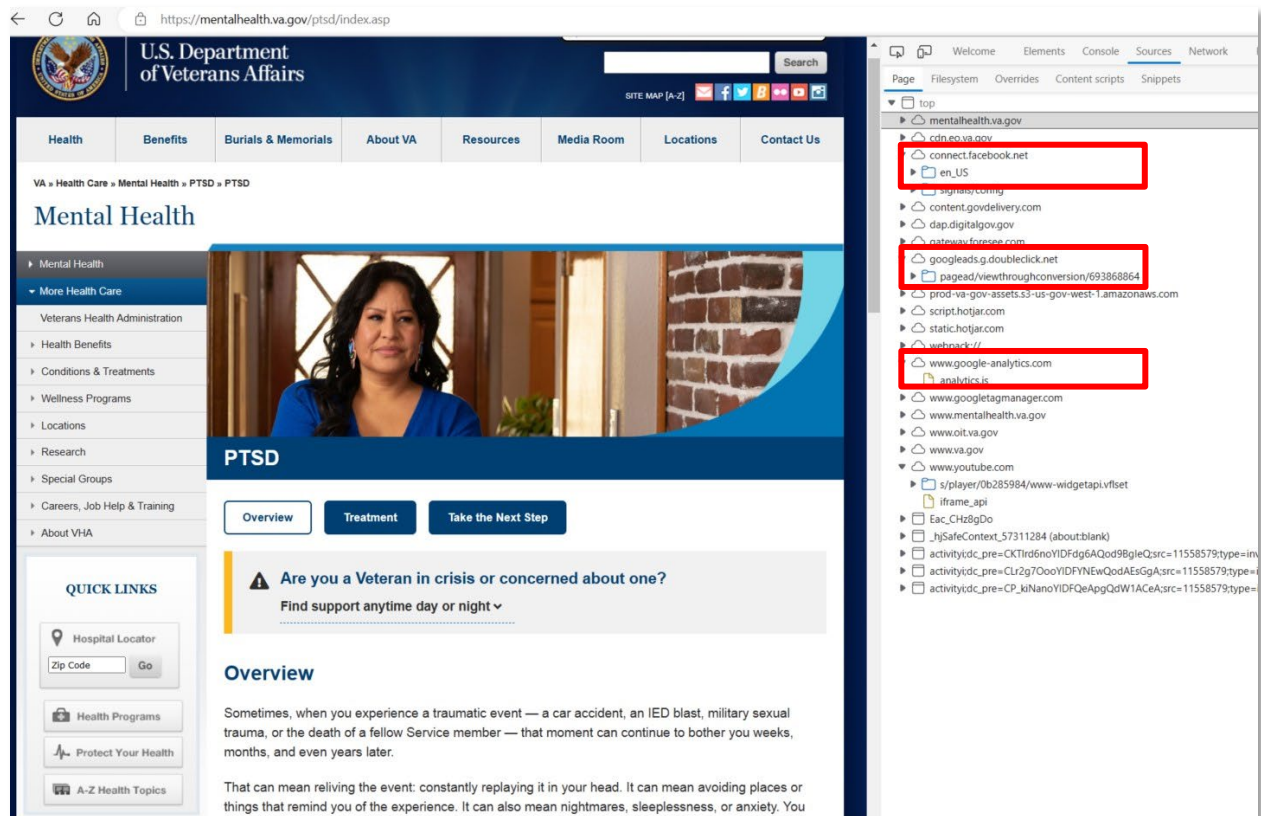 https://mentalhealth.va.gov/ptsd/index.asp
U.S. Department
of Veterans Affairs
Search
SITE MAP [A-Z]
Health
Benefits
Burials & Memorials
About VA
Resources
Media Room
Locations
Contact Us
VA » Health Care » Mental Health » PTSD » PTSD
Mental Health
Mental Health
More Health Care
Veterans Health Administration
Health Benefits
Conditions & Treatments
Wellness Programs
Locations
Research
Special Groups
Careers, Job Help & Training
About VHA
QUICK LINKS
Hospital Locator
Zip Code
Go
Health Programs
Protect Your Health
A-Z Health Topics
PTSD
Overview
Treatment
Take the Next Step
Are you a Veteran in crisis or concerned about one?
Find support anytime day or night
Overview
Sometimes, when you experience a traumatic event — a car accident, an IED blast, military sexual
trauma, or the death of a fellow Service member — that moment can continue to bother you weeks,
months, and even years later.
That can mean reliving the event: constantly replaying it in your head. It can mean avoiding places or
things that remind you of the experience. It can also mean nightmares, sleeplessness, or anxiety. You
Welcome
Elements
Console
Sources
Network
Page
Filesystem
Overrides
Content scripts
Snippets
top
mentalhealth.va.gov
cdn.eo.va.gov
connect.facebook.net
en_US
signals/config
content.govdelivery.com
dap.digitalgov.gov
gateway.foresee.com
googleads.g.doubleclick.net
pagead/viewthroughconversion/693868864
prod-va-gov-assets.s3-us-gov-west-1.amazonaws.com
script.hotjar.com
static.hotjar.com
webpack://
www.google-analytics.com
analytics.js
www.googletagmanager.com
www.mentalhealth.va.gov
www.oit.va.gov
www.va.gov
www.youtube.com
s/player/0b285984/www-widgetapi.vflset
iframe_api
Eac_CHz8gDo
_hjSafeContext_57311284 (about:blank)
activityi;dc_pre=CKTIrd6noYIDFdg6AQod9BgIeQ;src=11558579;type=inv
activityi;dc_pre=CLr2g7OooYIDFYNEwQodAEsGgA;src=11558579;type=i
activityi;dc_pre=CP_kiNanoYIDFQeApgQdW1ACeA;src=11558579;type=